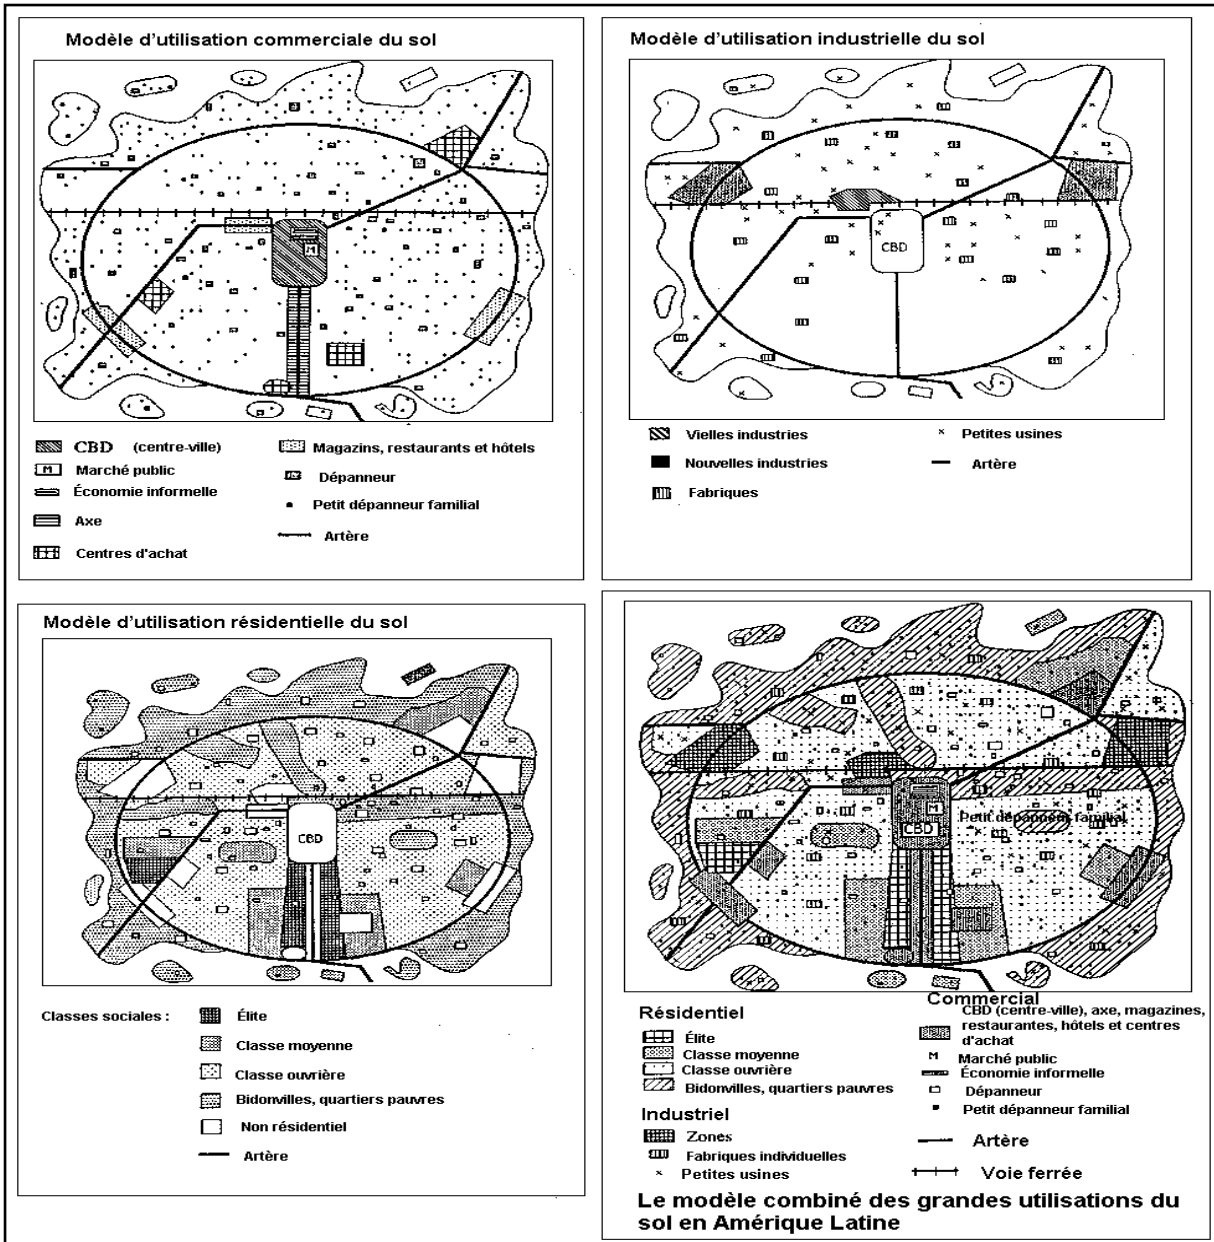 Modèle d'utilisation commerciale du sol
M
CBD (centre-ville)
M Marché public
Économie informelle
Axe
Centres d'achat
Magazins, restaurants et hôtels
Dépanneur
Petit dépanneur familial
Artère
Modèle d'utilisation industrielle du sol
CBD
Vielles industries
Nouvelles industries
Fabriques
Petites usines
Artère
Modèle d'utilisation résidentielle du sol
CBD
Classes sociales :
Élite
Classe moyenne
Classe ouvrière
Bidonvilles, quartiers pauvres
Non résidentiel
Artère
M
Petit dépannent familial
CBD
Résidentiel
Élite
Classe moyenne
Classe ouvrière
Bidonvilles, quartiers pauvres
Industriel
Zones
Fabriques individuelles
Petites usines
Commercial
CBD (centre-ville), axe, magazines,
restaurantes, hôtels et centres
d'achat
M Marché public
Économie informelle
Dépanneur
Petit dépanneur familial
Artère
Voie ferrée
Le modèle combiné des grandes utilisations du
sol en Amérique Latine